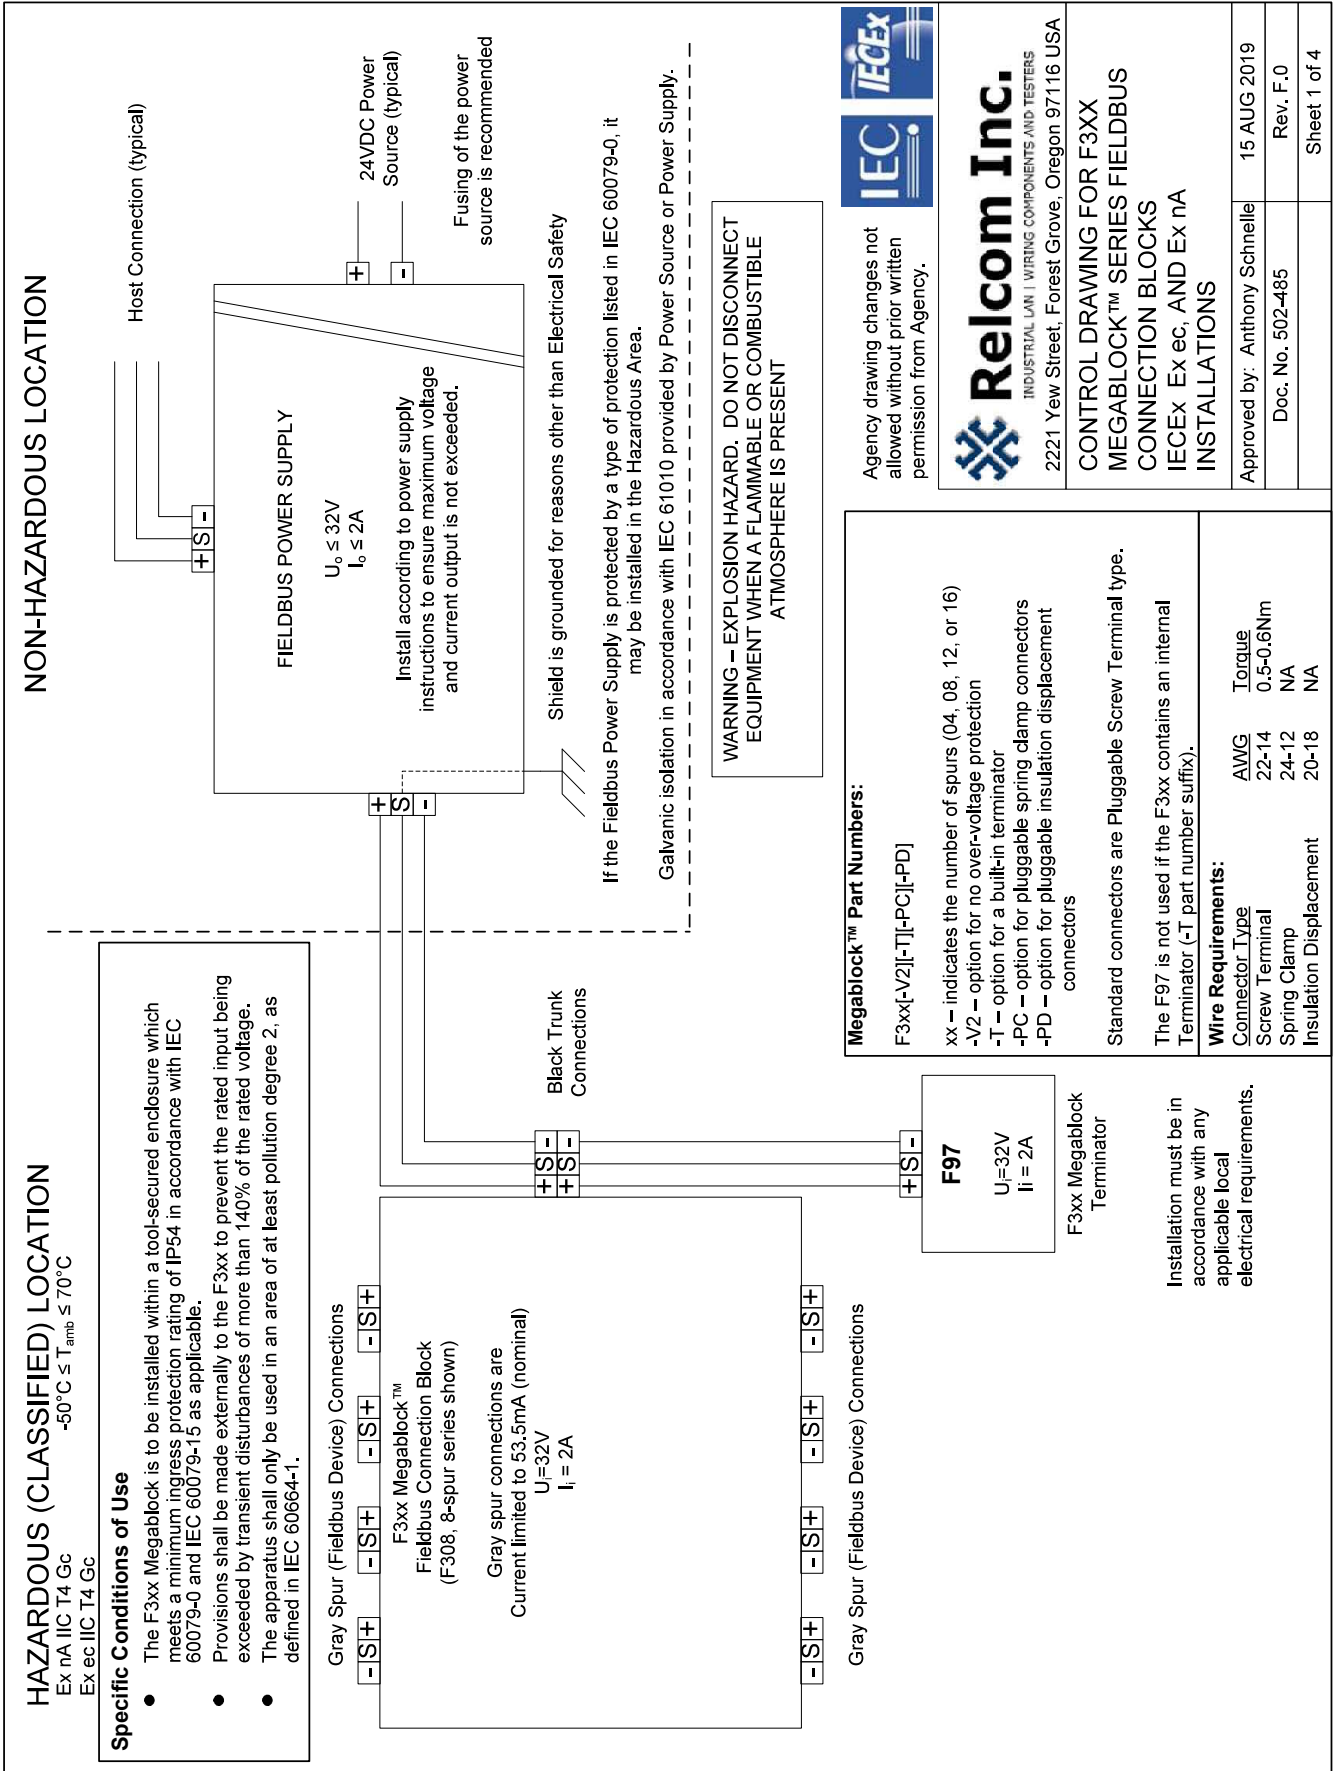 HAZARDOUS (CLASSIFIED) LOCATION
Ex nA IIC T4 Gc
-50°C ≤ Tamb ≤ 70°C
Ex ec IIC T4 Gc
Specific Conditions of Use
● The F3xx Megablock is to be installed within a tool-secured enclosure which
meets a minimum ingress protection rating of IP54 in accordance with IEC
60079-0 and IEC 60079-15 as applicable.
● Provisions shall be made externally to the F3xx to prevent the rated input being
exceeded by transient disturbances of more than 140% of the rated voltage.
● The apparatus shall only be used in an area of at least pollution degree 2, as
defined in IEC 60664-1.
Gray Spur (Fieldbus Device) Connections
- S +
- S +
- S +
- S +
F3xx Megablock™
Fieldbus Connection Block
(F308, 8-spur series shown)
Gray spur connections are
Current limited to 53.5mA (nominal)
Ui=32V
Ii = 2A
- S +
- S +
- S +
- S +
Gray Spur (Fieldbus Device) Connections
Black Trunk
Connections
+ S -
+ S -
+ S -
F97
Ui=32V
Ii = 2A
F3xx Megablock
Terminator
Installation must be in
accordance with any
applicable local
electrical requirements.
NON-HAZARDOUS LOCATION
Host Connection (typical)
+ S -
FIELDBUS POWER SUPPLY
Uo ≤ 32V
Io ≤ 2A
Install according to power supply
instructions to ensure maximum voltage
and current output is not exceeded.
+
S
-
+
-
24VDC Power
Source (typical)
Fusing of the power
source is recommended
Shield is grounded for reasons other than Electrical Safety
If the Fieldbus Power Supply is protected by a type of protection listed in IEC 60079-0, it
may be installed in the Hazardous Area.
Galvanic isolation in accordance with IEC 61010 provided by Power Source or Power Supply.
WARNING – EXPLOSION HAZARD. DO NOT DISCONNECT
EQUIPMENT WHEN A FLAMMABLE OR COMBUSTIBLE
ATMOSPHERE IS PRESENT
Megablock™ Part Numbers:
F3xx[-V2][-T][-PC][-PD]
xx – indicates the number of spurs (04, 08, 12, or 16)
-V2 – option for no over-voltage protection
-T – option for a built-in terminator
-PC – option for pluggable spring clamp connectors
-PD – option for pluggable insulation displacement
connectors
Standard connectors are Pluggable Screw Terminal type.
The F97 is not used if the F3xx contains an internal
Terminator (-T part number suffix).
Wire Requirements:
Connector Type AWG Torque
Screw Terminal 22-14 0.5-0.6Nm
Spring Clamp 24-12 NA
Insulation Displacement 20-18 NA
Agency drawing changes not
allowed without prior written
permission from Agency.
IEC
IECEx
Relcom Inc.
INDUSTRIAL LAN | WIRING COMPONENTS AND TESTERS
2221 Yew Street, Forest Grove, Oregon 97116 USA
CONTROL DRAWING FOR F3XX
MEGABLOCK™ SERIES FIELDBUS
CONNECTION BLOCKS
IECEx Ex ec, AND Ex nA
INSTALLATIONS
Approved by: Anthony Schnelle 15 AUG 2019
Doc. No. 502-485 Rev. F.0
Sheet 1 of 4